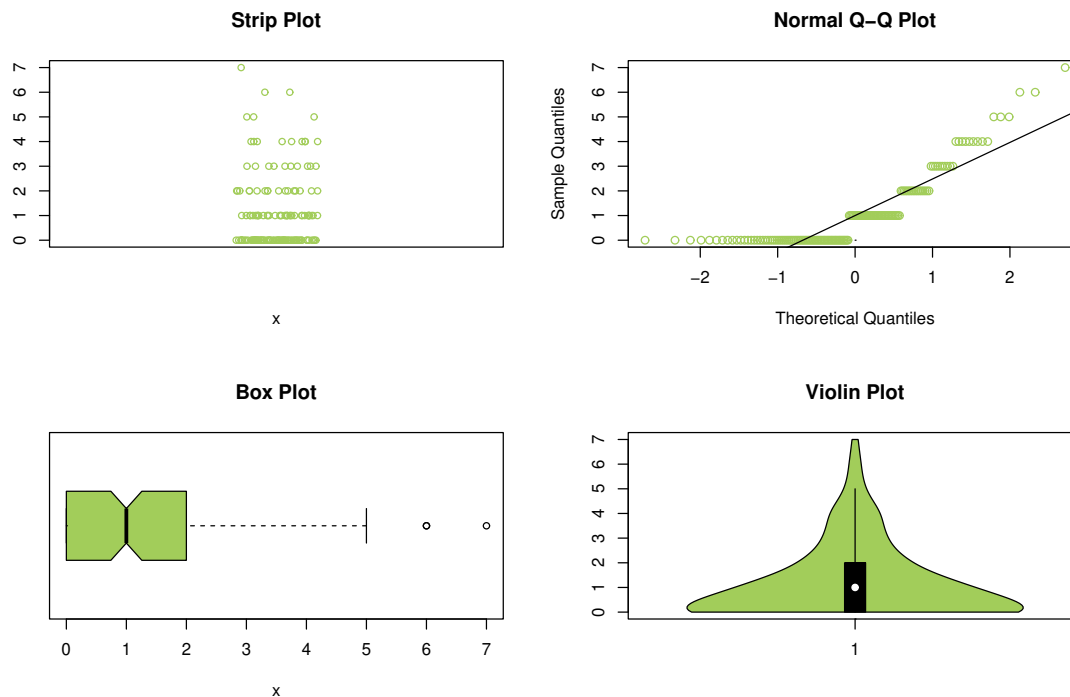 Strip Plot
7
6
5
4
3
2
1
0
x
Normal Q−Q Plot
Sample Quantiles
7
6
5
4
3
2
1
0
−2 −1 0 1 2
Theoretical Quantiles
Box Plot
0 1 2 3 4 5 6 7
x
Violin Plot
7
6
5
4
3
2
1
0
1